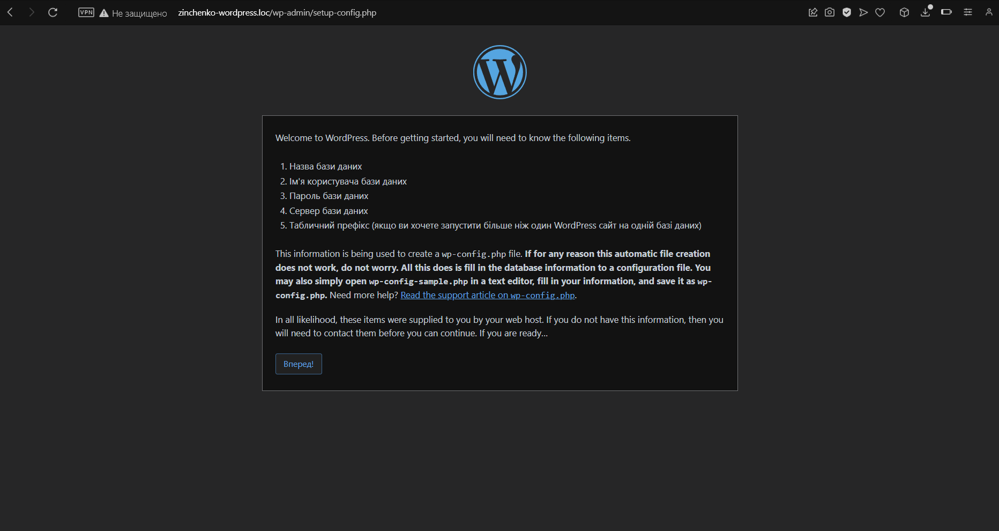 VPN Не защищено zinchenko-wordpress.loc/wp-admin/setup-config.php
Welcome to WordPress. Before getting started, you will need to know the following items.
1. Назва бази даних
2. Ім'я користувача бази даних
3. Пароль бази даних
4. Сервер бази даних
5. Табличний префікс (якщо ви хочете запустити більше ніж один WordPress сайт на одній базі даних)
This information is being used to create a wp-config.php file. If for any reason this automatic file creation
does not work, do not worry. All this does is fill in the database information to a configuration file. You
may also simply open wp-config-sample.php in a text editor, fill in your information, and save it as wp-
config.php. Need more help? Read the support article on wp-config.php.
In all likelihood, these items were supplied to you by your web host. If you do not have this information, then you
will need to contact them before you can continue. If you are ready...
Вперед!